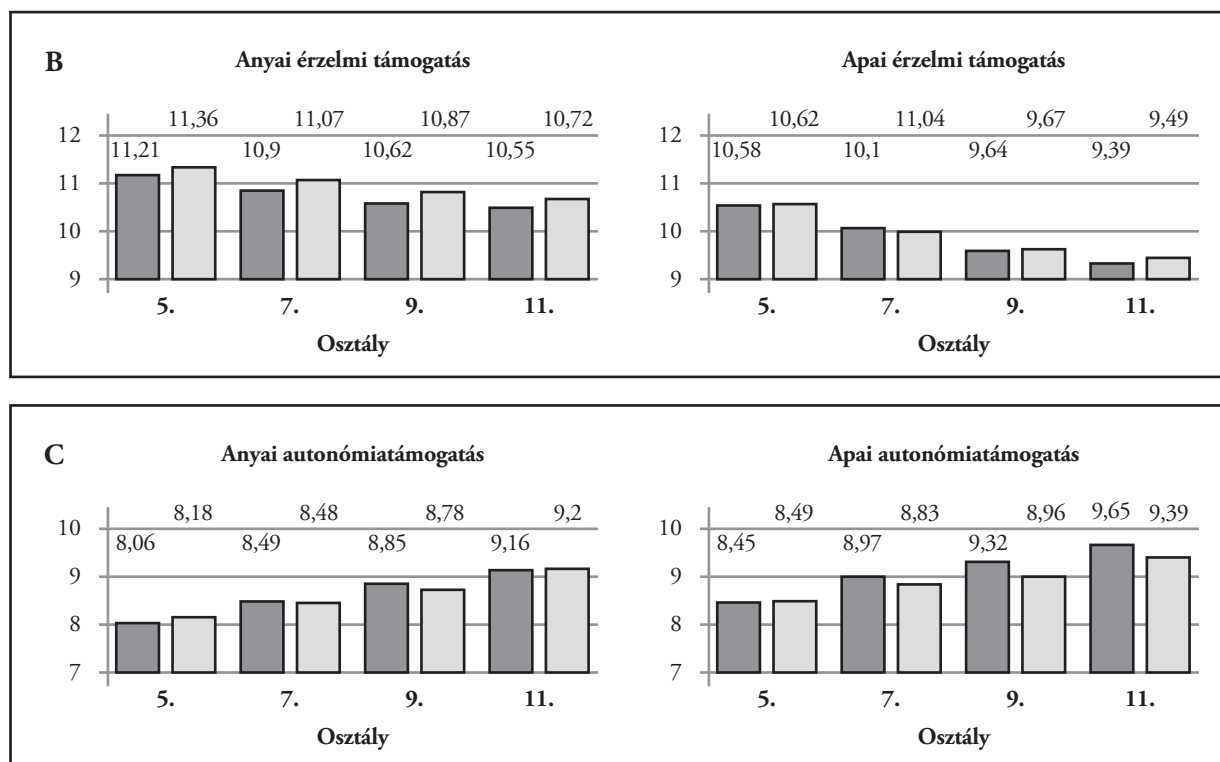 B
Anyai érzelmi támogatás
11,36 11,07 10,87 10,72
12
11,21 10,9 10,62 10,55
11
10
9
5. 7. 9. 11.
Osztály
Apai érzelmi támogatás
10,62 11,04 9,67 9,49
12
10,58 10,1 9,64 9,39
11
10
9
5. 7. 9. 11.
Osztály
C
Anyai autonómiatámogatás
8,18 8,48 8,78 9,2
10
8,06 8,49 8,85 9,16
9
8
7
5. 7. 9. 11.
Osztály
Apai autonómiatámogatás
8,49 8,83 8,96 9,65 9,39
10
8,45 8,97 9,32
9
8
7
5. 7. 9. 11.
Osztály